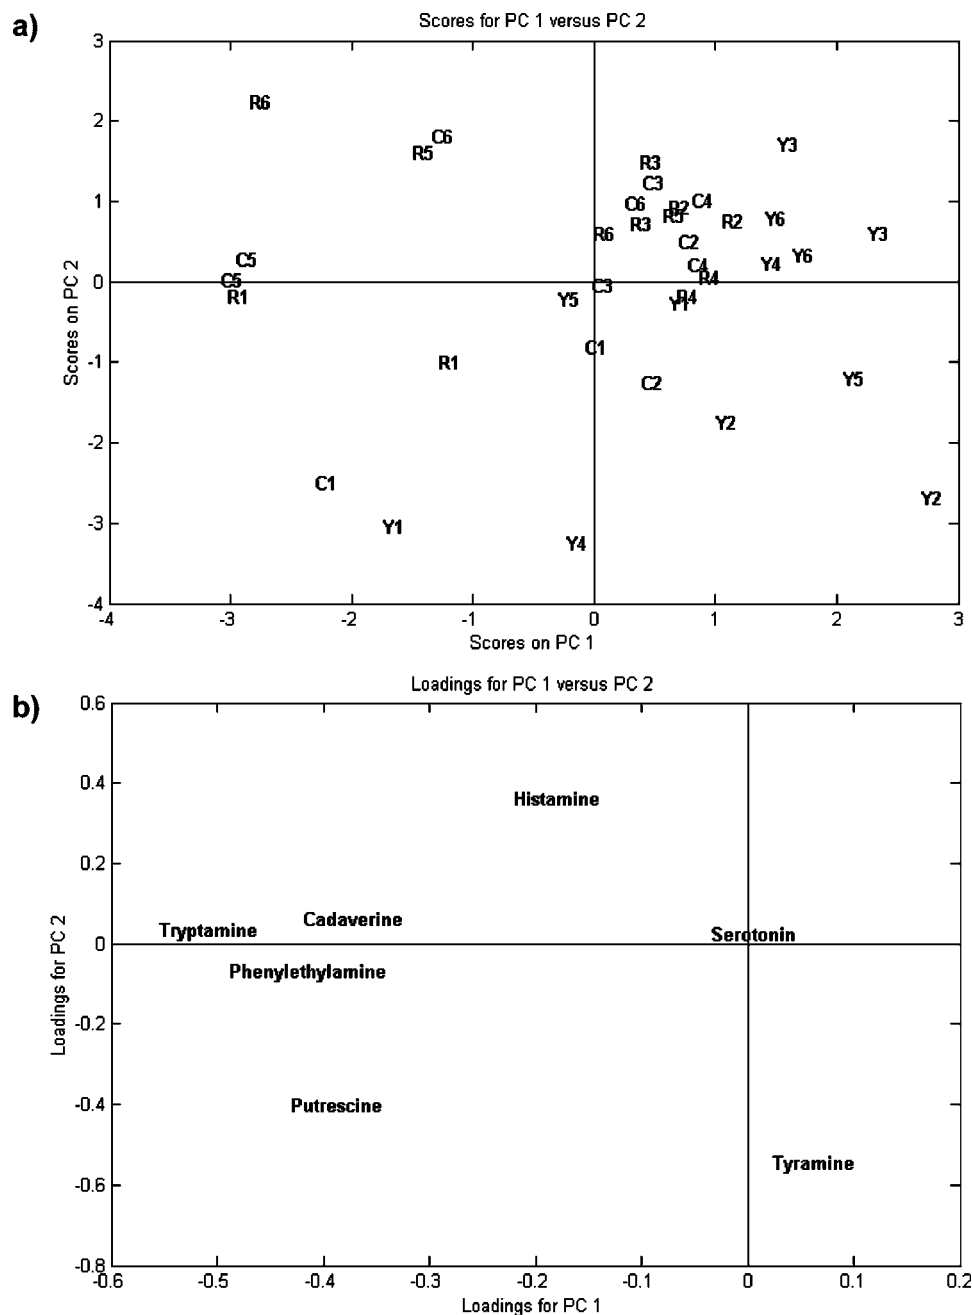 a)
Scores for PC 1 versus PC 2
3
R6
2
C6
Y3
R5
R3
C3
1
C6
C4
R2
R5
R2
Y6
R3
R6
Y3
C2
Y6
C5
C4
Y4
0
C5
R4
C3
R1
R4
Y5
Y1
C1
-1
R1
Y5
C2
Y2
-2
C1
Y2
-3
Y1
Y4
-4
-4 -3 -2 -1 0 1 2 3
Scores on PC 2
Scores on PC 1
b)
Loadings for PC 1 versus PC 2
0.6
0.4
Histamine
0.2
Cadaverine
Tryptamine
Serotonin
0
Phenylethylamine
-0.2
-0.4
Putrescine
Tyramine
-0.6
-0.8
-0.6 -0.5 -0.4 -0.3 -0.2 -0.1 0 0.1 0.2
Loadings for PC 2
Loadings for PC 1